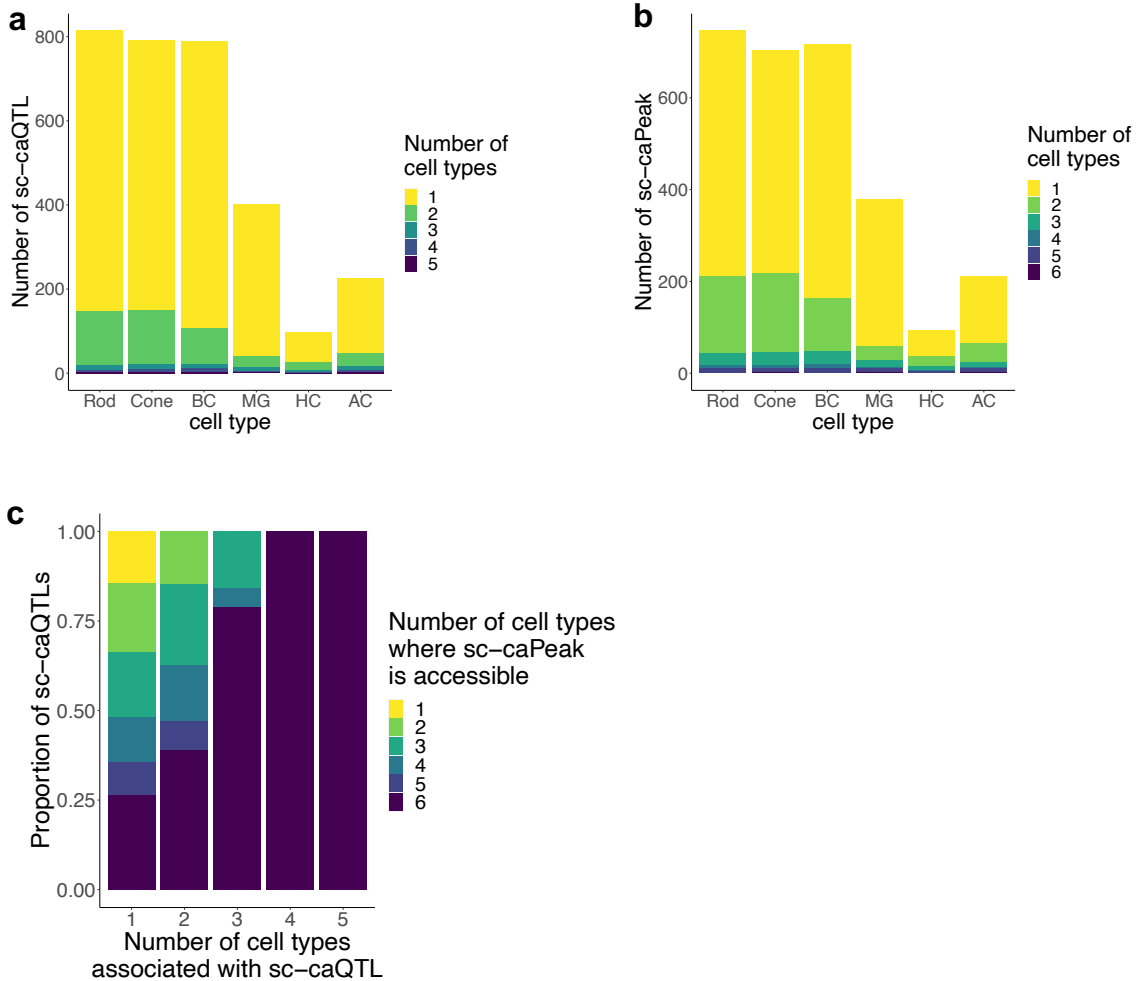 a
Number of sc−caQTL
800
600
400
200
0
Rod Cone BC MG HC AC
cell type
Number of
cell types
1
2
3
4
5
b
Number of sc−caPeak
600
400
200
0
Rod Cone BC MG HC AC
cell type
Number of
cell types
1
2
3
4
5
6
c
Proportion of sc−caQTLs
1.00
0.75
0.50
0.25
0.00
1 2 3 4 5
Number of cell types
associated with sc−caQTL
Number of cell types
where sc−caPeak
is accessible
1
2
3
4
5
6